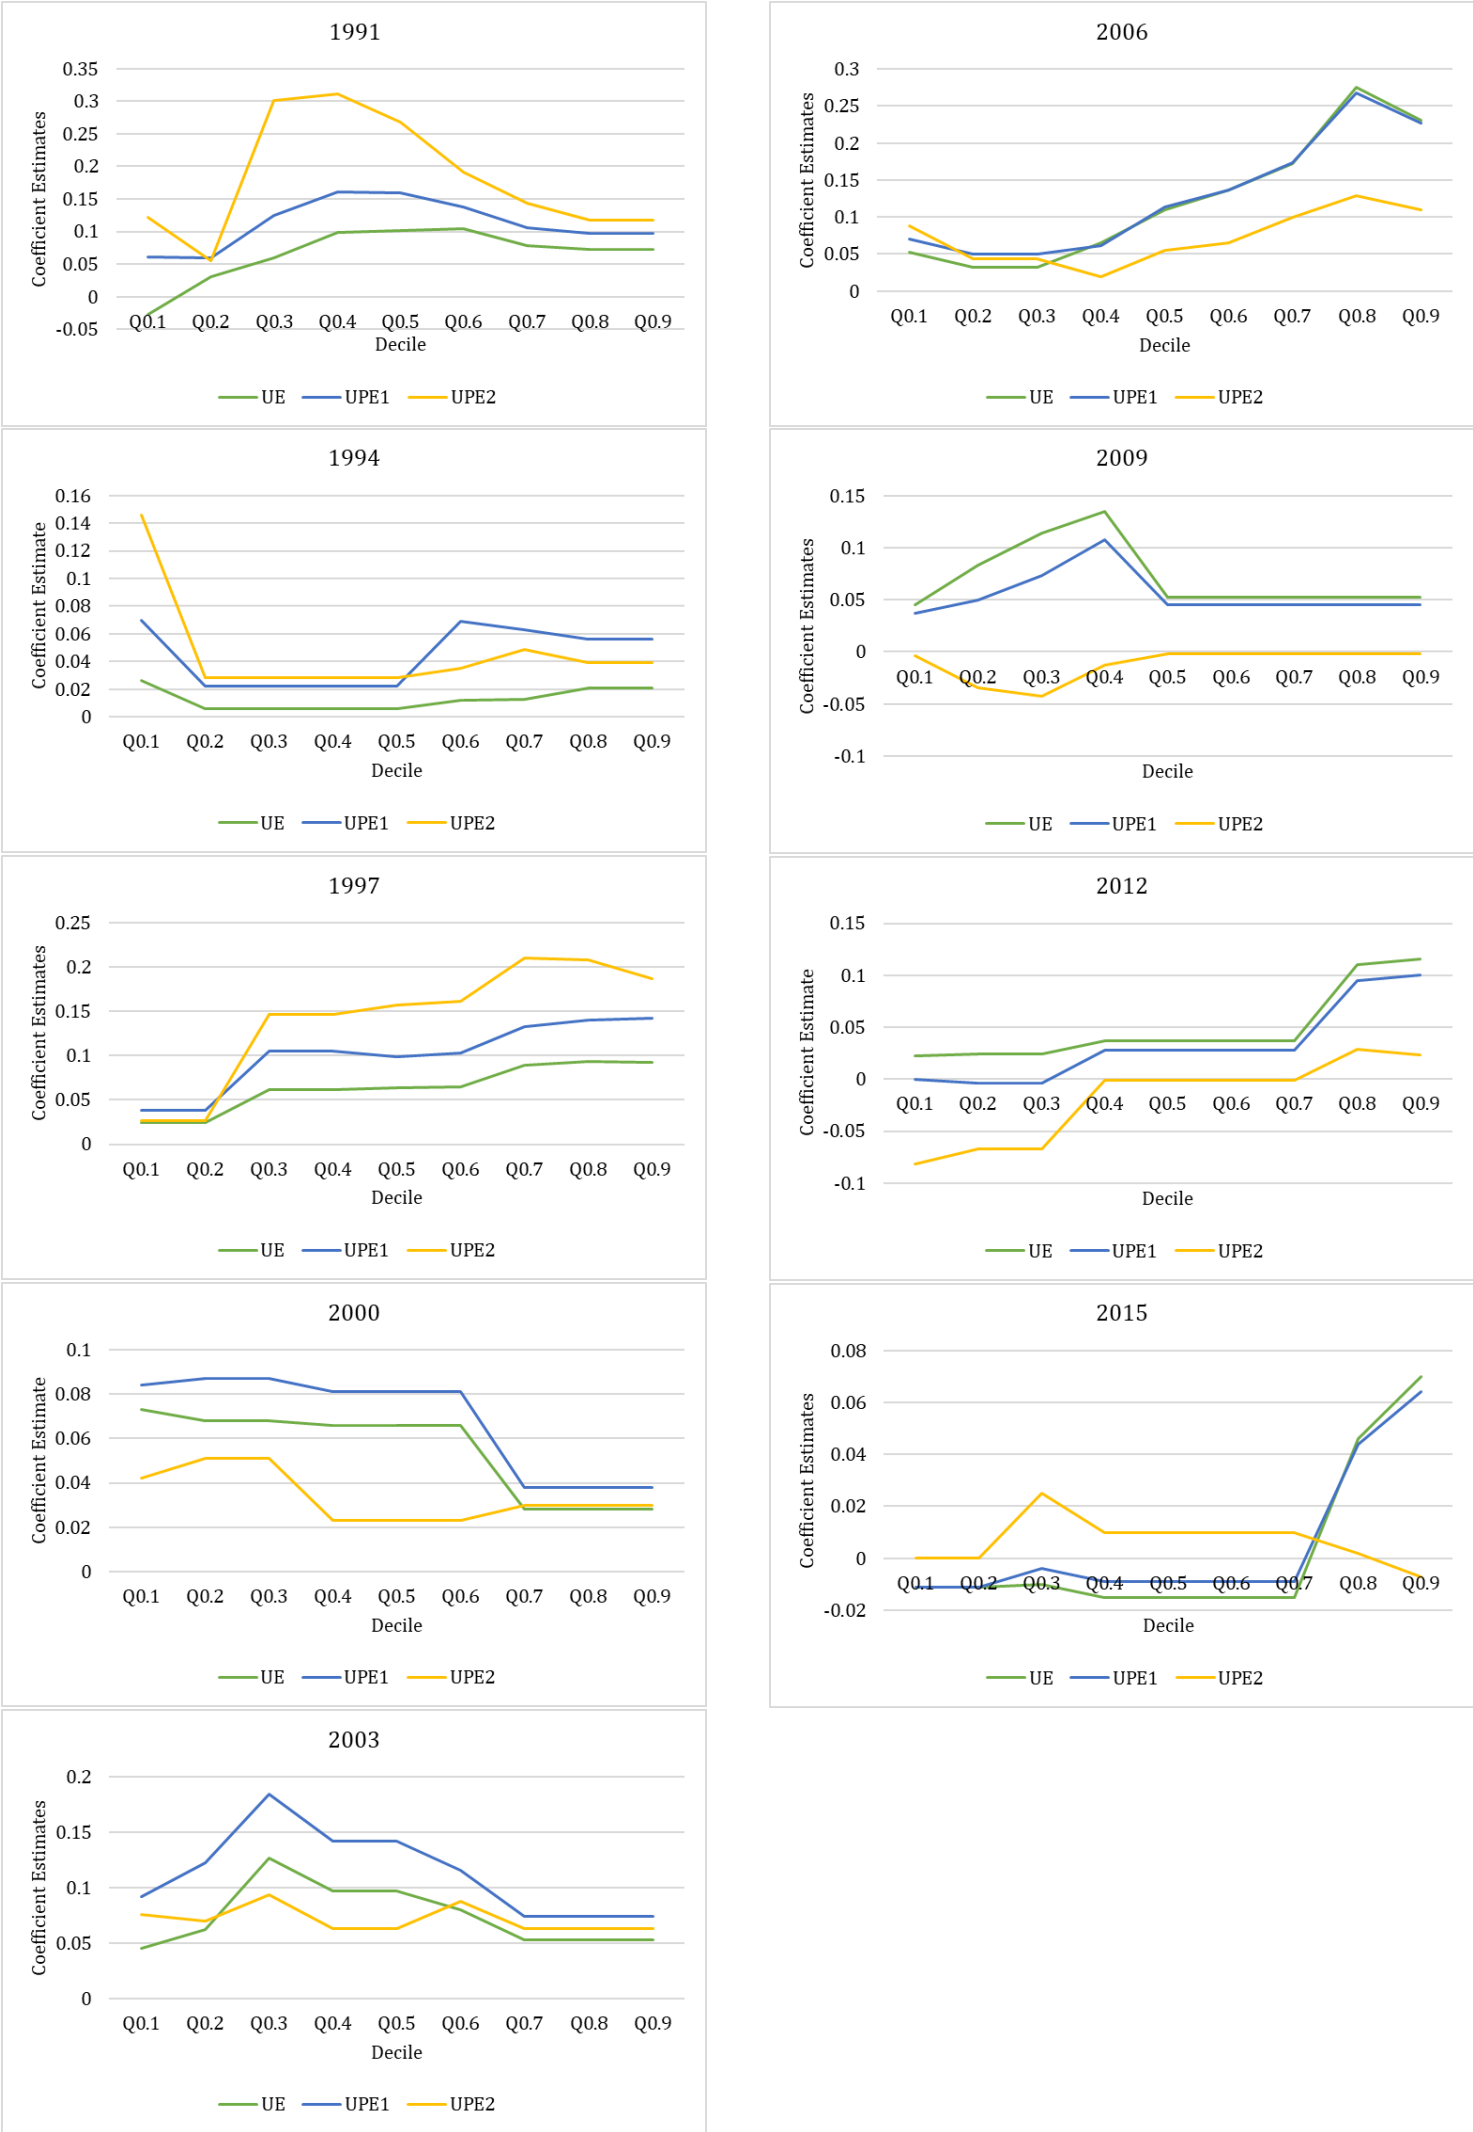 1991
Coefficient Estimates
0.35
0.3
0.25
0.2
0.15
0.1
0.05
0
-0.05
Q0.1 Q0.2 Q0.3 Q0.4 Q0.5 Q0.6 Q0.7 Q0.8 Q0.9
Decile
UE UPE1 UPE2
2006
Coefficient Estimates
0.3
0.25
0.2
0.15
0.1
0.05
0
Q0.1 Q0.2 Q0.3 Q0.4 Q0.5 Q0.6 Q0.7 Q0.8 Q0.9
Decile
UE UPE1 UPE2
1994
Coefficient Estimate
0.16
0.14
0.12
0.1
0.08
0.06
0.04
0.02
0
Q0.1 Q0.2 Q0.3 Q0.4 Q0.5 Q0.6 Q0.7 Q0.8 Q0.9
Decile
UE UPE1 UPE2
2009
Coefficient Estimates
0.15
0.1
0.05
0
-0.05
-0.1
Q0.1 Q0.2 Q0.3 Q0.4 Q0.5 Q0.6 Q0.7 Q0.8 Q0.9
Decile
UE UPE1 UPE2
1997
Coefficient Estimates
0.25
0.2
0.15
0.1
0.05
0
Q0.1 Q0.2 Q0.3 Q0.4 Q0.5 Q0.6 Q0.7 Q0.8 Q0.9
Decile
UE UPE1 UPE2
2012
Coefficient Estimate
0.15
0.1
0.05
0
-0.05
-0.1
Q0.1 Q0.2 Q0.3 Q0.4 Q0.5 Q0.6 Q0.7 Q0.8 Q0.9
Decile
UE UPE1 UPE2
2000
Coefficient Estimate
0.1
0.08
0.06
0.04
0.02
0
Q0.1 Q0.2 Q0.3 Q0.4 Q0.5 Q0.6 Q0.7 Q0.8 Q0.9
Decile
UE UPE1 UPE2
2015
Coefficient Estimates
0.08
0.06
0.04
0.02
0
-0.02
Q0.1 Q0.2 Q0.3 Q0.4 Q0.5 Q0.6 Q0.7 Q0.8 Q0.9
Decile
UE UPE1 UPE2
2003
Coefficient Estimates
0.2
0.15
0.1
0.05
0
Q0.1 Q0.2 Q0.3 Q0.4 Q0.5 Q0.6 Q0.7 Q0.8 Q0.9
Decile
UE UPE1 UPE2